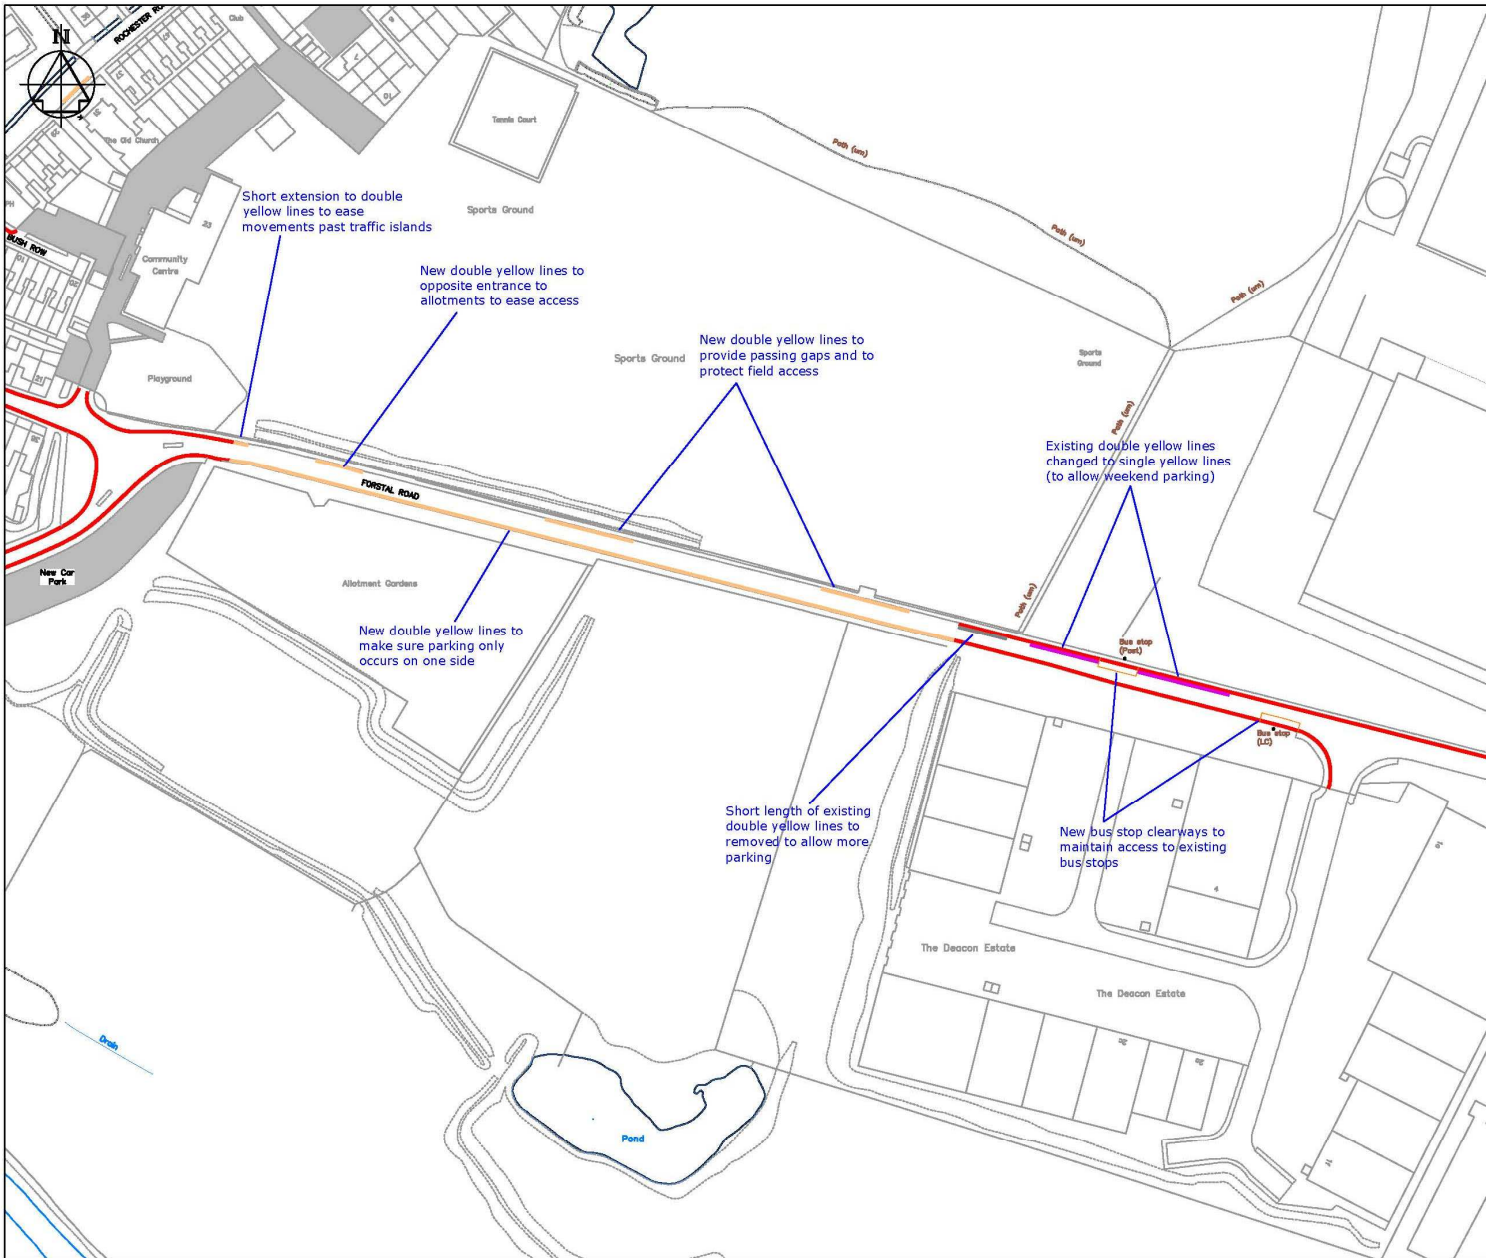 N
ROCHESTER RO
Club
The Old Church
PH
BUSH ROW
23
Community
Centre
Playground
Tennis Court
Sports Ground
Path (um)
Path (um)
Path (um)
Short extension to double
yellow lines to ease
movements past traffic islands
New double yellow lines to
opposite entrance to
allotments to ease access
Sports Ground
New double yellow lines to
provide passing gaps and to
protect field access
Sports
Ground
Path (um)
Existing double yellow lines
changed to single yellow lines
(to allow weekend parking)
FORSTAL ROAD
New Car
Park
Allotment Gardens
Path (um)
New double yellow lines to
make sure parking only
occurs on one side
Bus stop
(Post)
Bus stop
(LC)
Short length of existing
double yellow lines to
removed to allow more
parking
New bus stop clearways to
maintain access to existing
bus stops
4
The Deacon Estate
The Deacon Estate
Drain
Pond